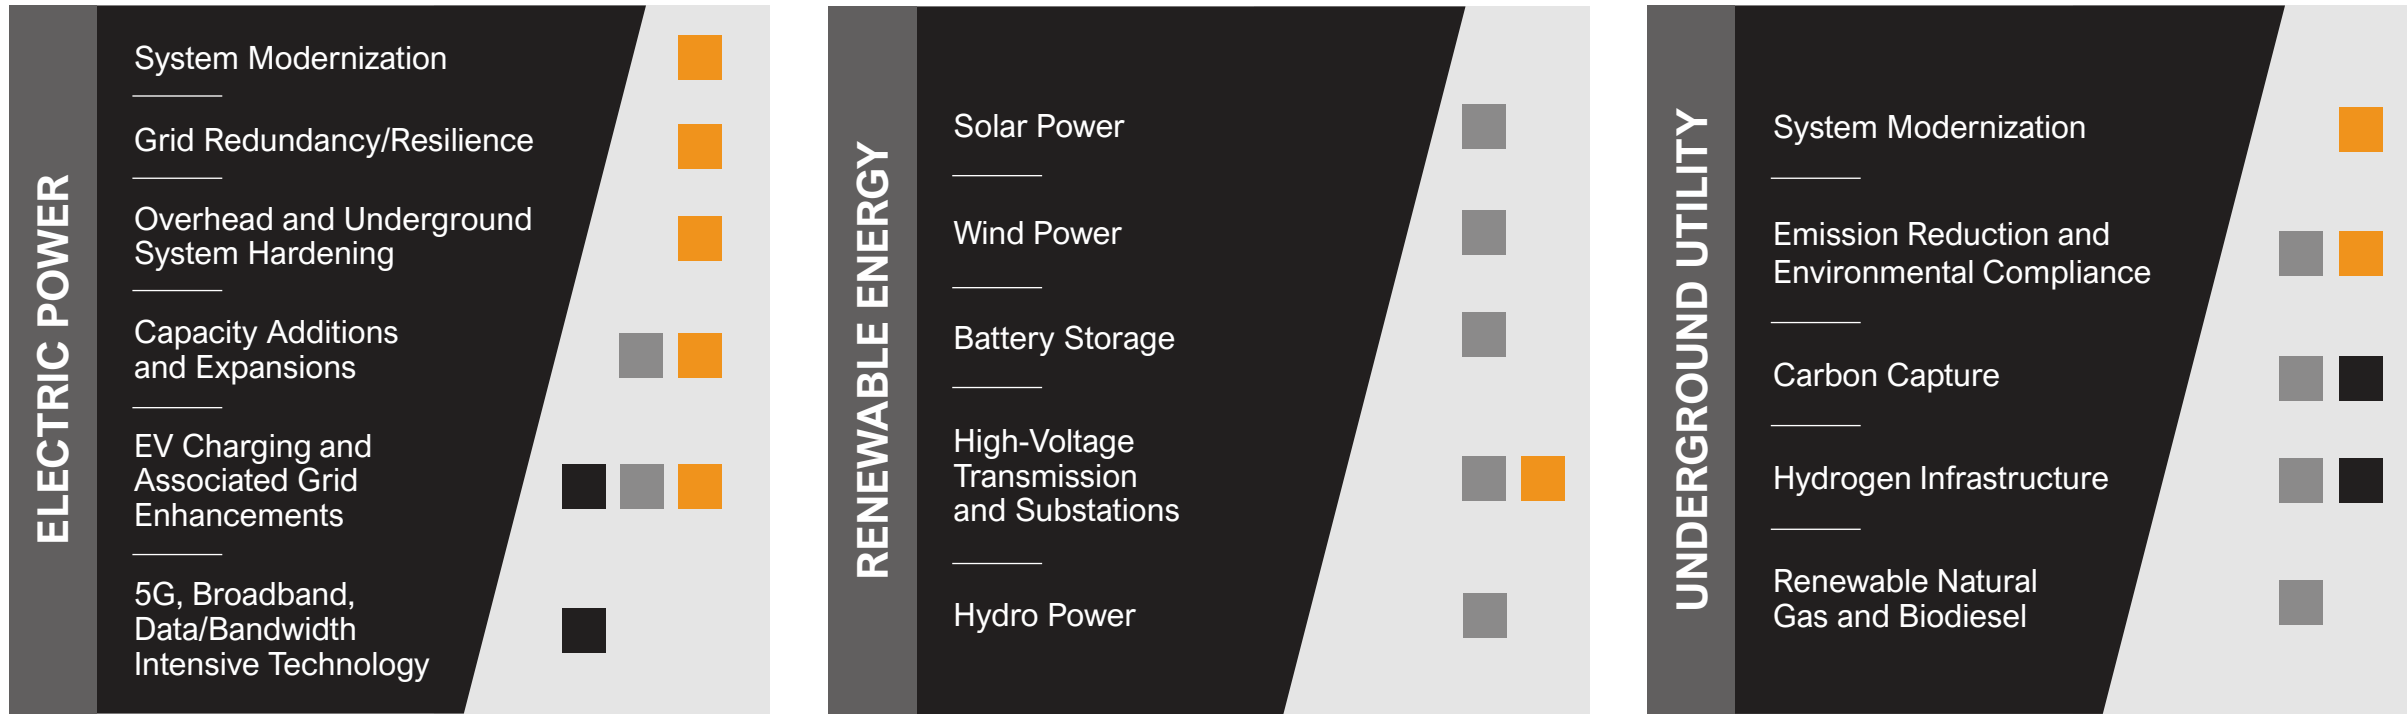 ELECTRIC POWER
System Modernization
Grid Redundancy/Resilience
Overhead and Underground
System Hardening
Capacity Additions
and Expansions
EV Charging and
Associated Grid
Enhancements
5G, Broadband,
Data/Bandwidth
Intensive Technology
RENEWABLE ENERGY
Solar Power
Wind Power
Battery Storage
High-Voltage
Transmission
and Substations
Hydro Power
UNDERGROUND UTILITY
System Modernization
Emission Reduction and
Environmental Compliance
Carbon Capture
Hydrogen Infrastructure
Renewable Natural
Gas and Biodiesel